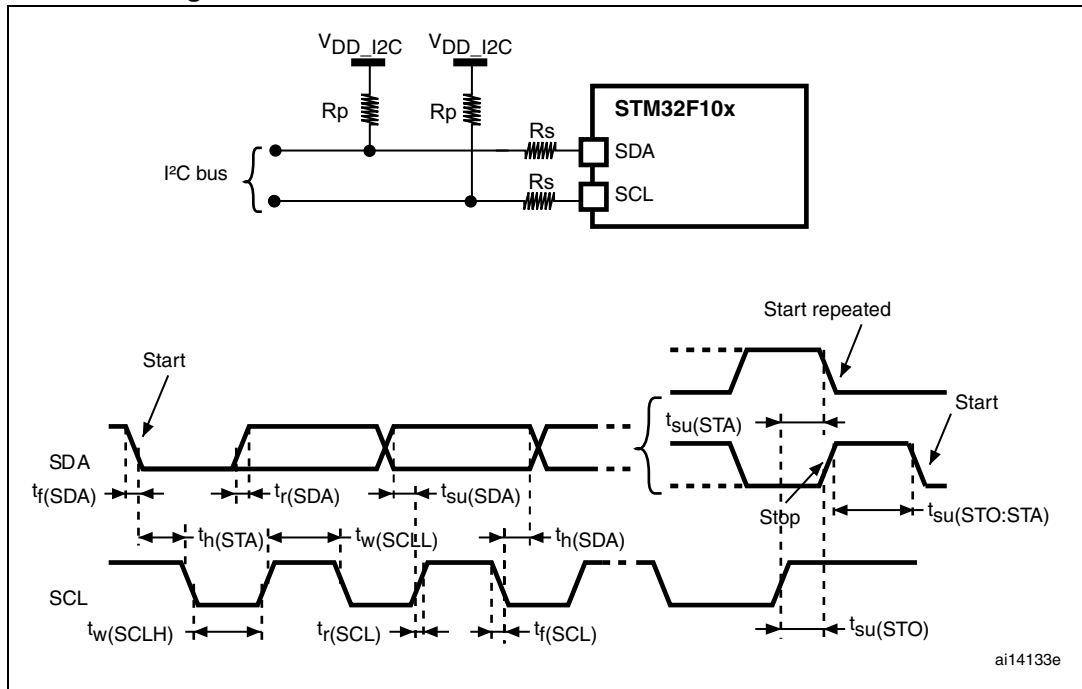 VDD_I2C VDD_I2C
STM32F10x
Rp Rp Rs
SDA
I²C bus
Rs
SCL
Start repeated
Start
Start
tsu(STA)
SDA
tf(SDA) tr(SDA) tsu(SDA)
Stop
tsu(STO:STA)
th(STA) tw(SCLL) th(SDA)
SCL
tw(SCLH) tr(SCL) tf(SCL) tsu(STO)
ai14133e